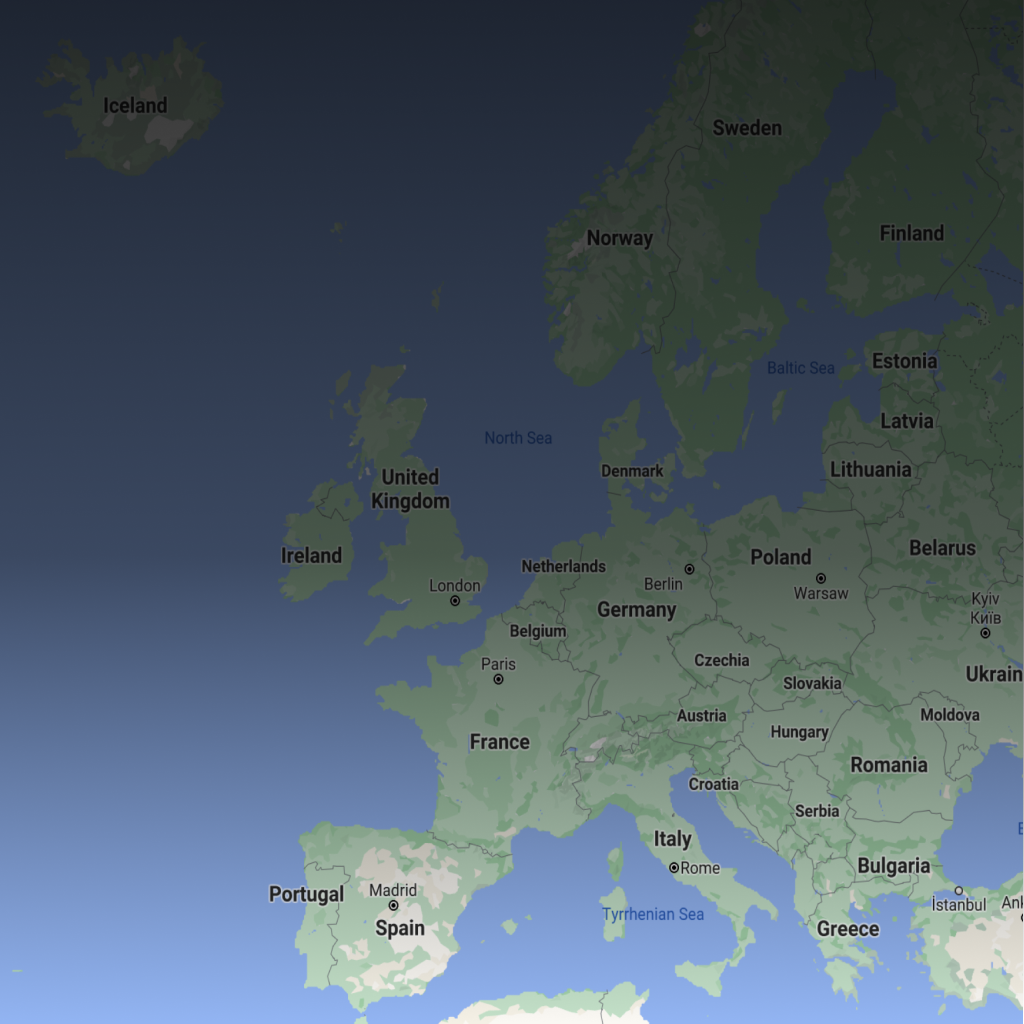 Iceland
Sweden
Norway
Finland
Estonia
Baltic Sea
Latvia
North Sea
Lithuania
Denmark
United
Kingdom
Belarus
Ireland
Poland
Netherlands
Berlin
London
Warsaw
Kyiv
Germany
Київ
Belgium
Czechia
Paris
Ukrain
Slovakia
Austria
Moldova
Hungary
France
Romania
Croatia
Serbia
E
Italy
Bulgaria
Rome
Madrid
Portugal
İstanbul
Ank
Tyrrhenian Sea
Spain
Greece